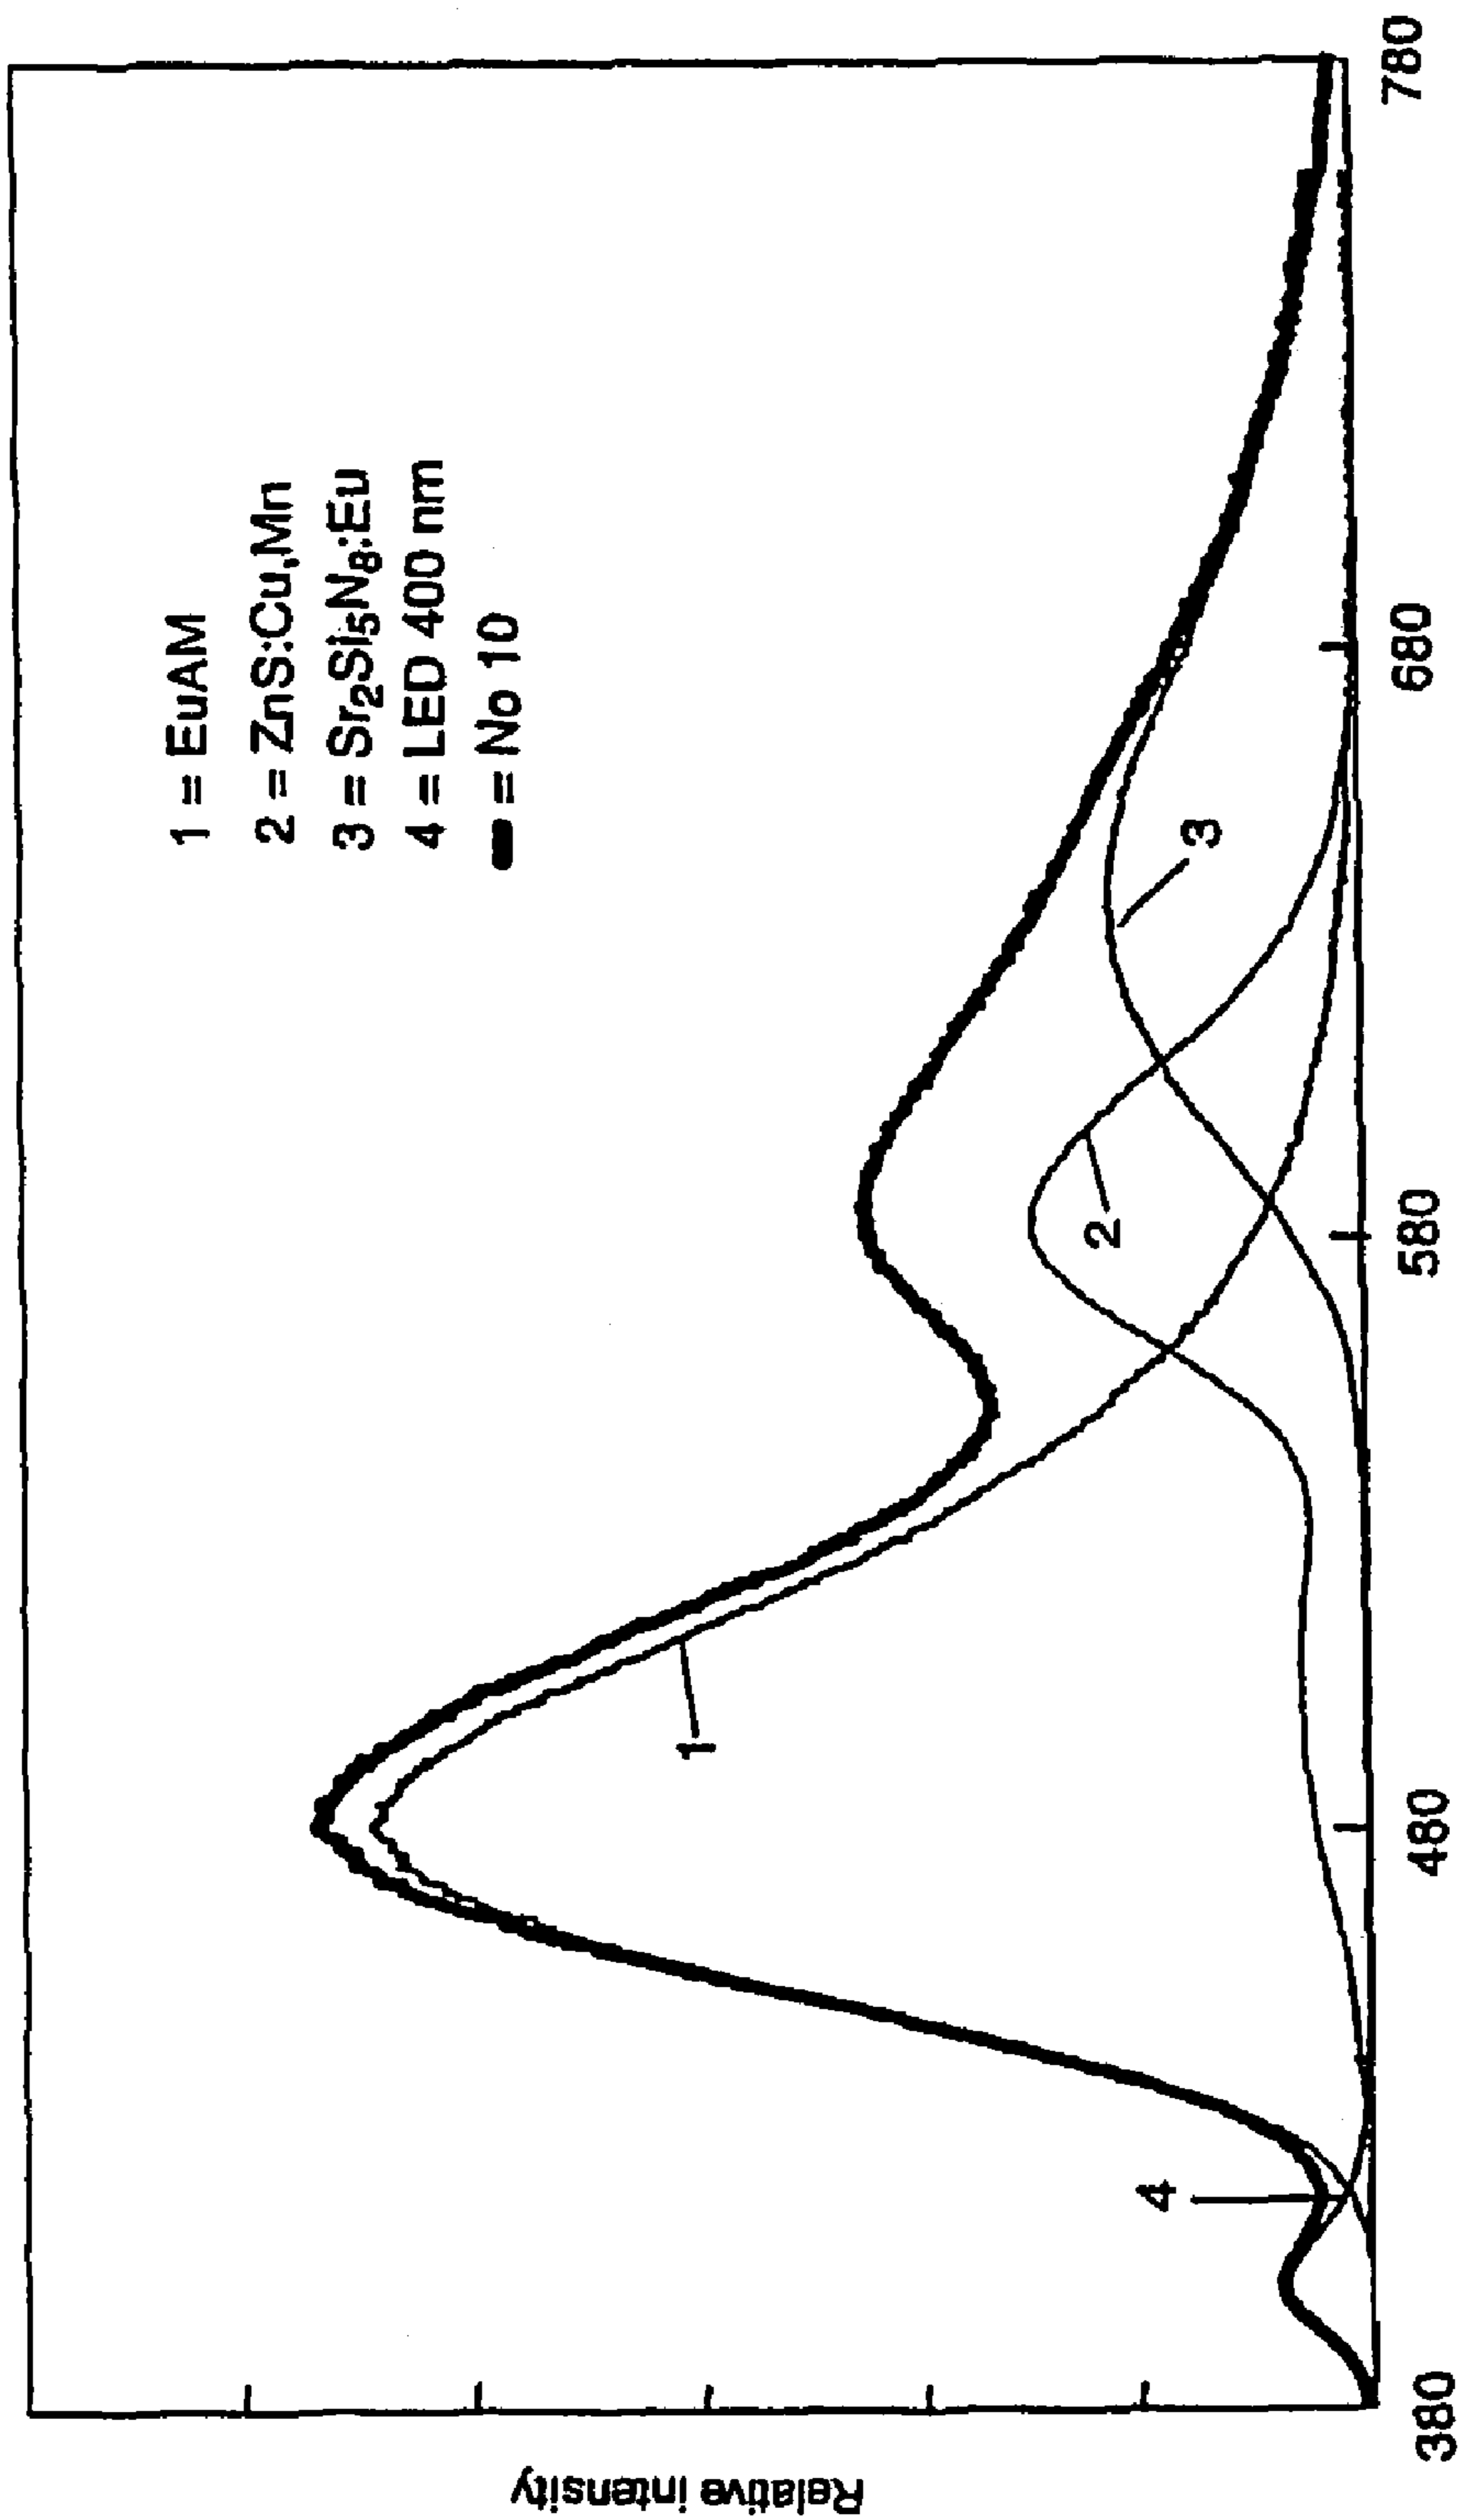 1 = EuAM
2 = ZnS:Cu,Mn
3 = Sr2Si5N8:Eu
4 = LED 400 nm
= No 10
Relative intensity
1
2
3
4
380
480
580
680
780